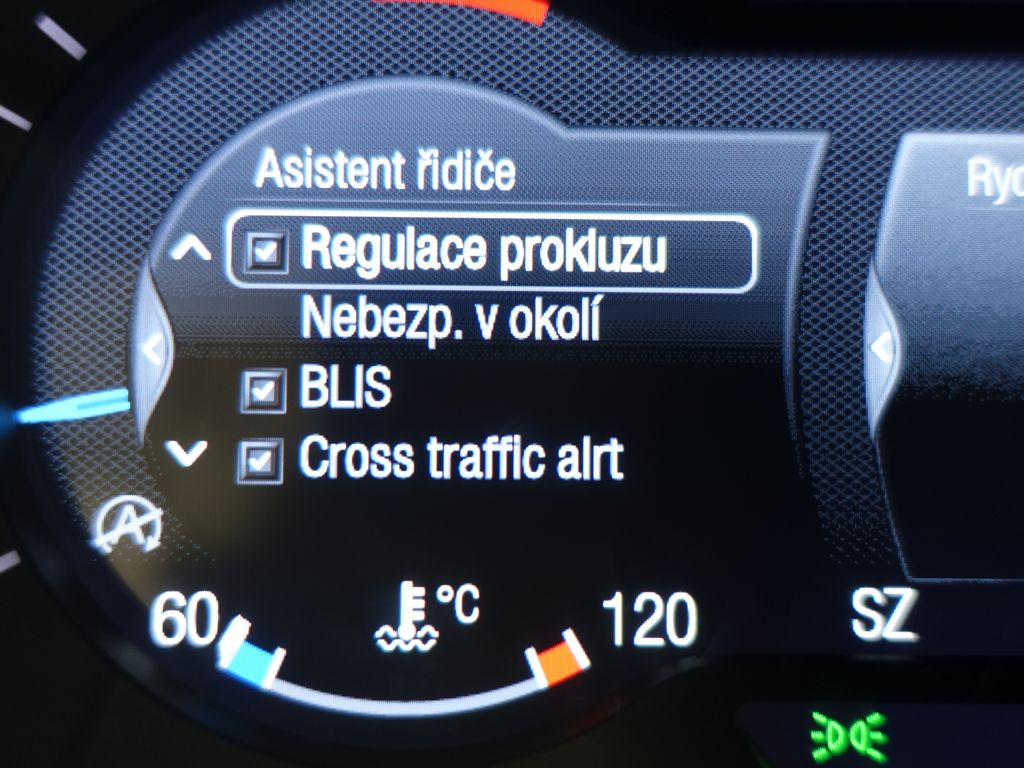 Asistent řidiče
Regulace prokluzu
Nebezp. v okolí
BLIS
Cross traffic alrt
A
60
°C
120
SZ